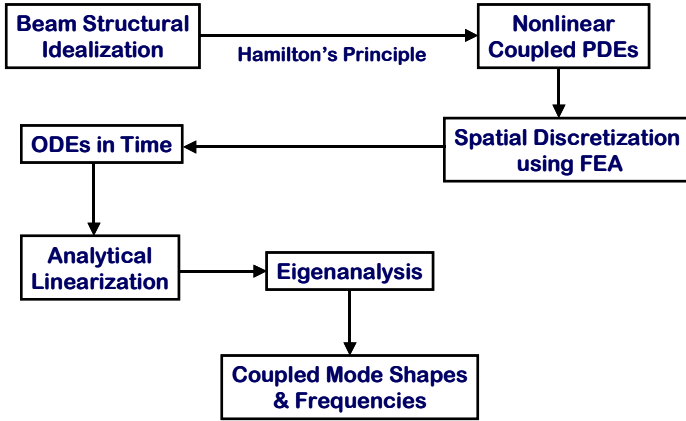 Beam Structural
Idealization
Hamilton's Principle
Nonlinear
Coupled PDEs
Spatial Discretization
using FEA
ODEs in Time
Analytical
Linearization
Eigenanalysis
Coupled Mode Shapes
& Frequencies